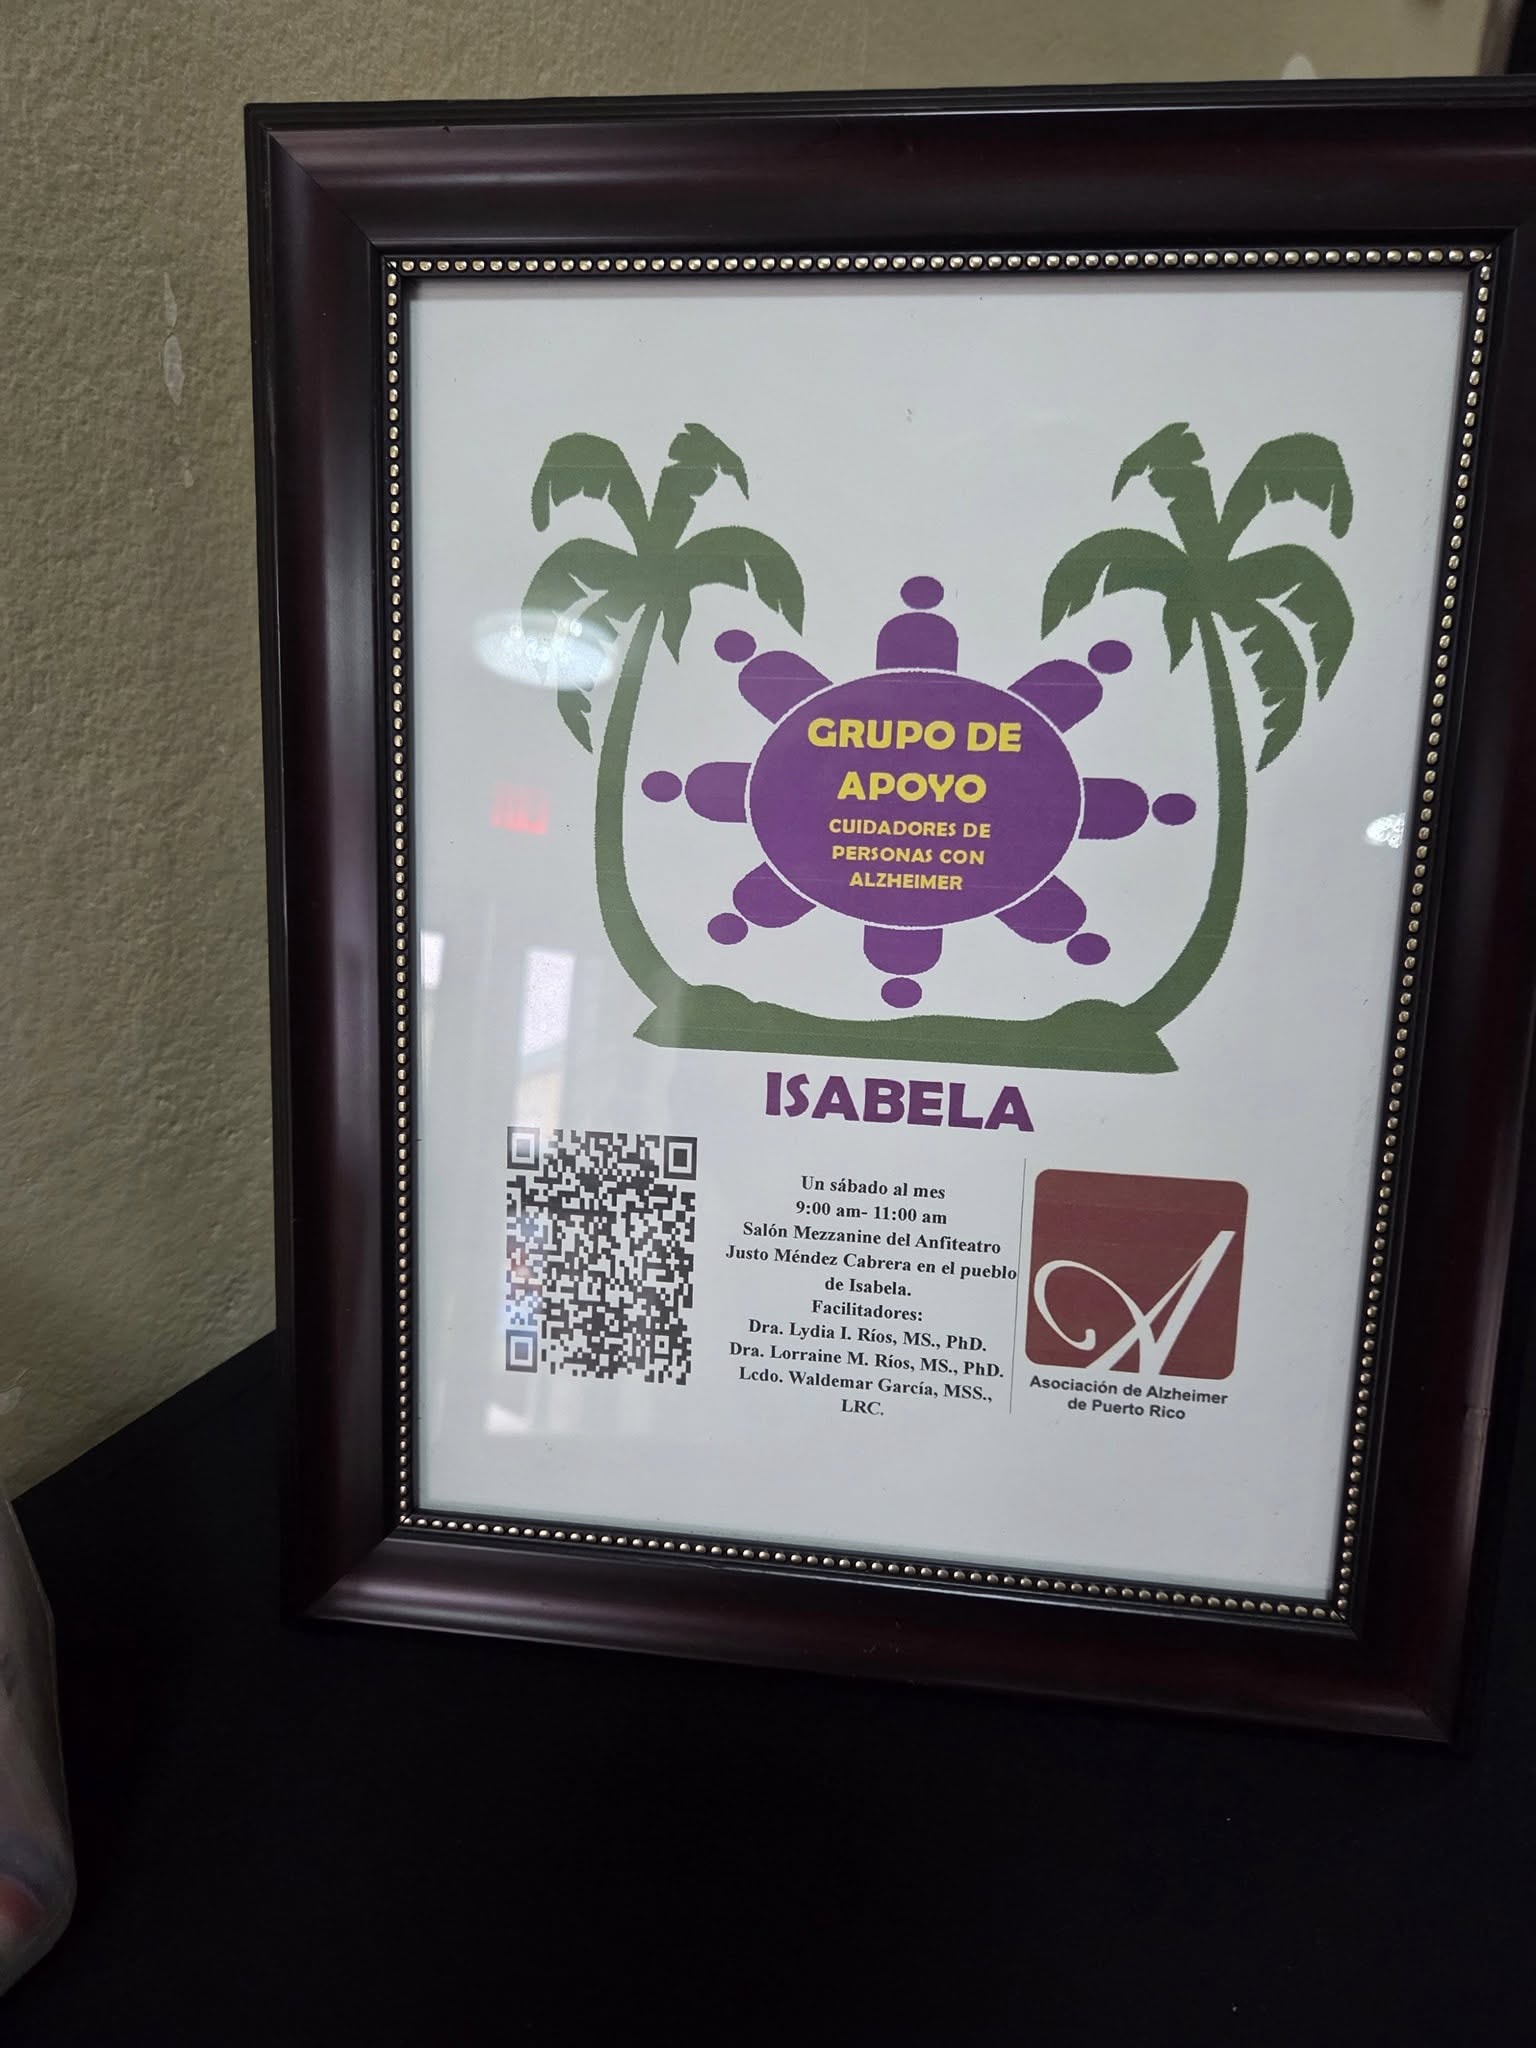 GRUPO DE
APOYO
CUIDADORES DE
PERSONAS CON
ALZHEIMER
ISABELA
Un sábado al mes
9:00 am- 11:00 am
Salón Mezzanine del Anfiteatro
Justo Méndez Cabrera en el pueblo
de Isabela.
Facilitadores:
Dra. Lydia I. Ríos, MS., PhD.
Dra. Lorraine M. Ríos, MS., PhD.
Lcdo. Waldemar García, MSS.,
LRC.
A
Asociación de Alzheimer
de Puerto Rico